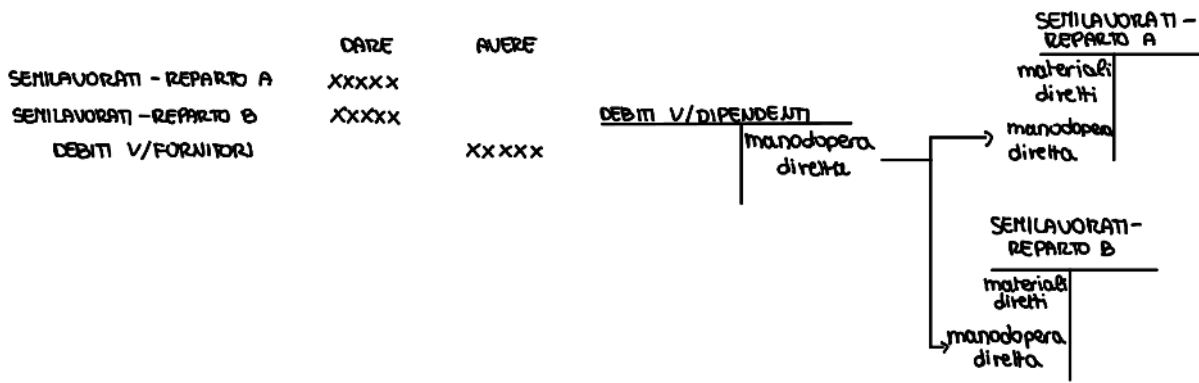 DARE AVERE
SEMILAVORATI - REPARTO A XXXXX
SEMILAVORATI - REPARTO B XXXXX
DEBITI V/FORNITORI XXXXX
DEBITI V/DIPENDENTI
manodopera
diretta
SEMILAVORATI -
REPARTO A
materiali
diretti
manodopera
diretta
SEMILAVORATI -
REPARTO B
materiali
diretti
manodopera
diretta